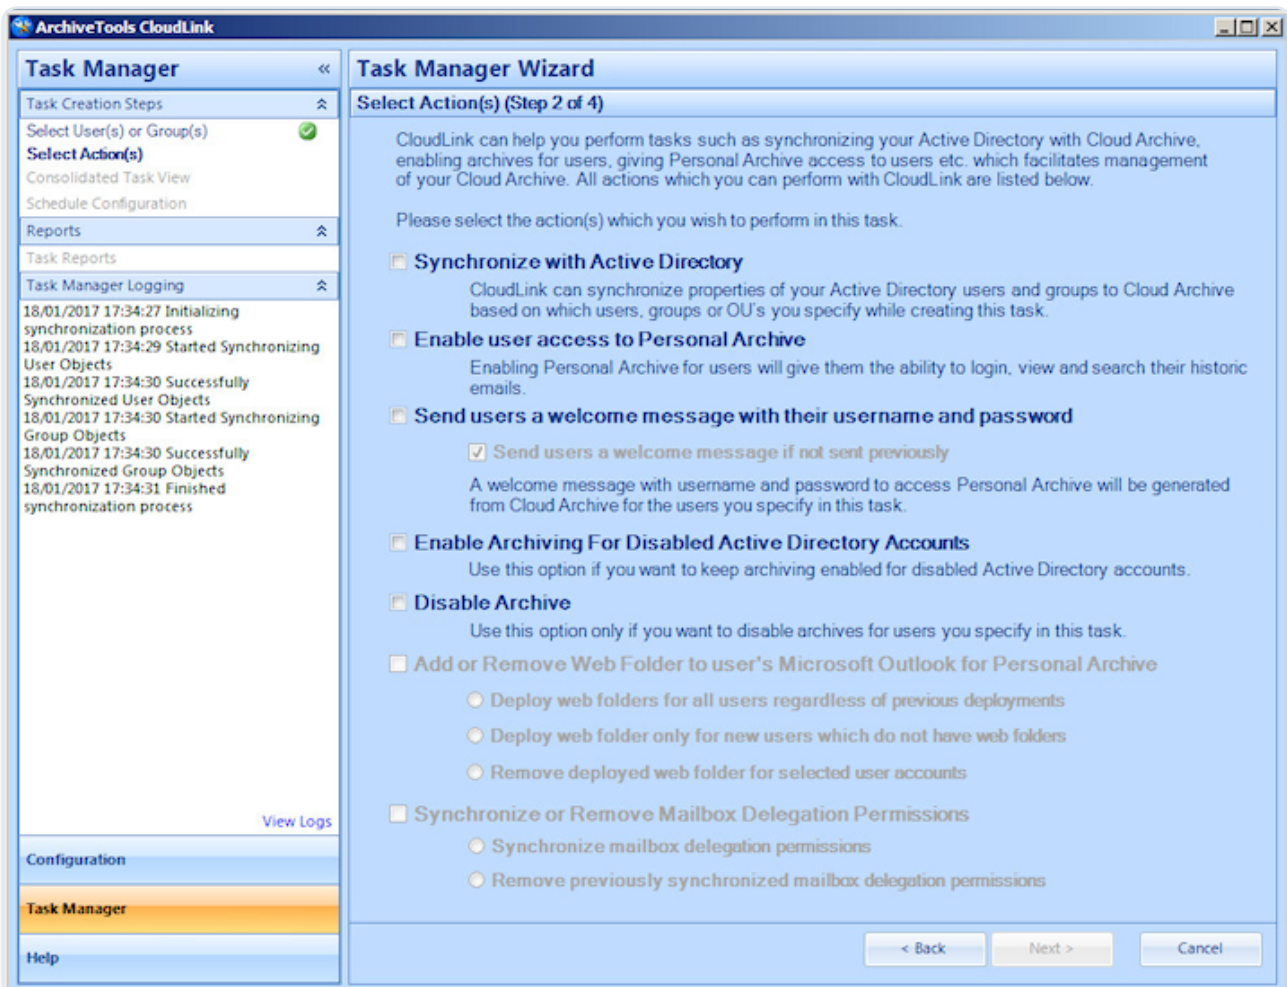 ArchiveTools CloudLink
Task Manager «
Task Creation Steps
Select User(s) or Group(s)
Select Action(s)
Consolidated Task View
Schedule Configuration
Reports
Task Reports
Task Manager Logging
18/01/2017 17:34:27 Initializing
synchronization process
18/01/2017 17:34:29 Started Synchronizing
User Objects
18/01/2017 17:34:30 Successfully
Synchronized User Objects
18/01/2017 17:34:30 Started Synchronizing
Group Objects
18/01/2017 17:34:30 Successfully
Synchronized Group Objects
18/01/2017 17:34:31 Finished
synchronization process
View Logs
Configuration
Task Manager
Help
Task Manager Wizard
Select Action(s) (Step 2 of 4)
CloudLink can help you perform tasks such as synchronizing your Active Directory with Cloud Archive,
enabling archives for users, giving Personal Archive access to users etc. which facilitates management
of your Cloud Archive. All actions which you can perform with CloudLink are listed below.
Please select the action(s) which you wish to perform in this task.
Synchronize with Active Directory
CloudLink can synchronize properties of your Active Directory users and groups to Cloud Archive
based on which users, groups or OU's you specify while creating this task.
Enable user access to Personal Archive
Enabling Personal Archive for users will give them the ability to login, view and search their historic
emails.
Send users a welcome message with their username and password
Send users a welcome message if not sent previously
A welcome message with username and password to access Personal Archive will be generated
from Cloud Archive for the users you specify in this task.
Enable Archiving For Disabled Active Directory Accounts
Use this option if you want to keep archiving enabled for disabled Active Directory accounts.
Disable Archive
Use this option only if you want to disable archives for users you specify in this task.
Add or Remove Web Folder to user's Microsoft Outlook for Personal Archive
Deploy web folders for all users regardless of previous deployments
Deploy web folder only for new users which do not have web folders
Remove deployed web folder for selected user accounts
Synchronize or Remove Mailbox Delegation Permissions
Synchronize mailbox delegation permissions
Remove previously synchronized mailbox delegation permissions
< Back
Next >
Cancel